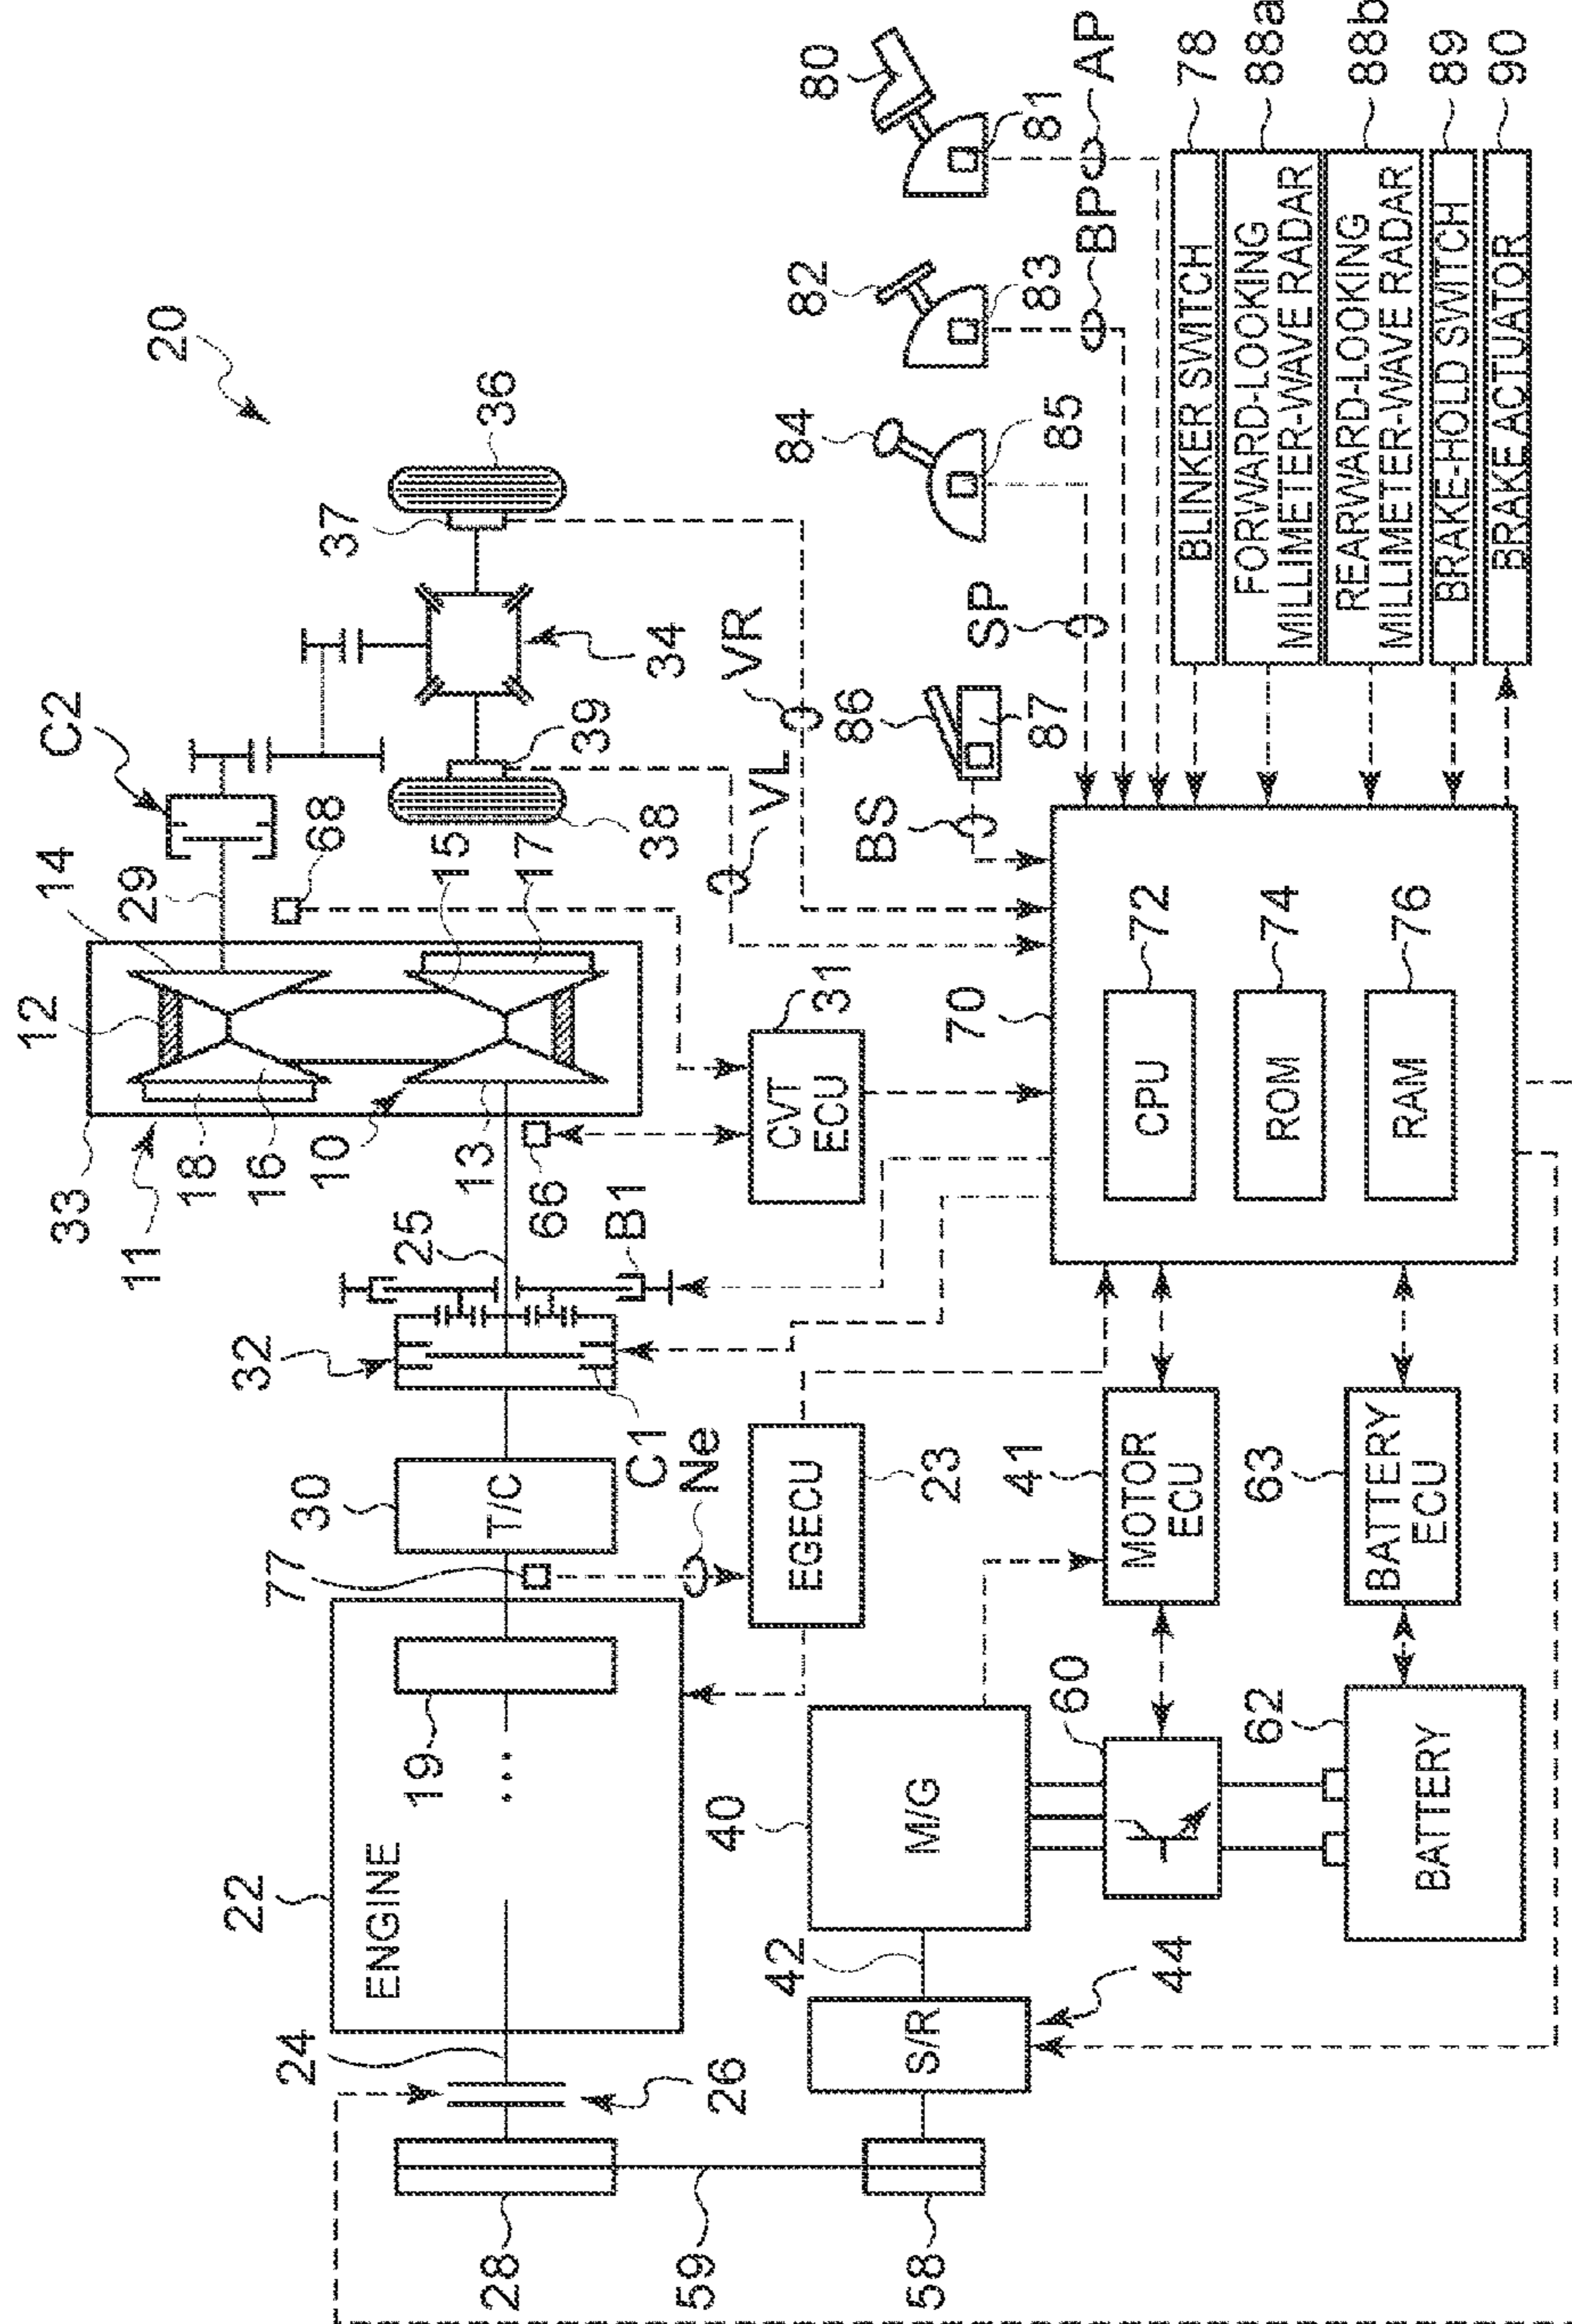 20
C2
12
14
29
68
33
11
18
16
10
13
15
17
37
36
34
39
38
VR
VL
25
66
B1
32
C1
30
T/C
77
Ne
22
ENGINE
19
24
26
28
59
58
42
44
S/R
40
M/G
60
62
BATTERY
63
BATTERY
ECU
41
MOTOR
ECU
23
EGECU
31
CVT
ECU
70
72
CPU
74
ROM
76
RAM
BS
86
87
SP
84
85
82
83
BP
80
81
AP
78
BLINKER SWITCH
88a
FORWARD-LOOKING
MILLIMETER-WAVE RADAR
88b
REARWARD-LOOKING
MILLIMETER-WAVE RADAR
89
BRAKE-HOLD SWITCH
90
BRAKE ACTUATOR